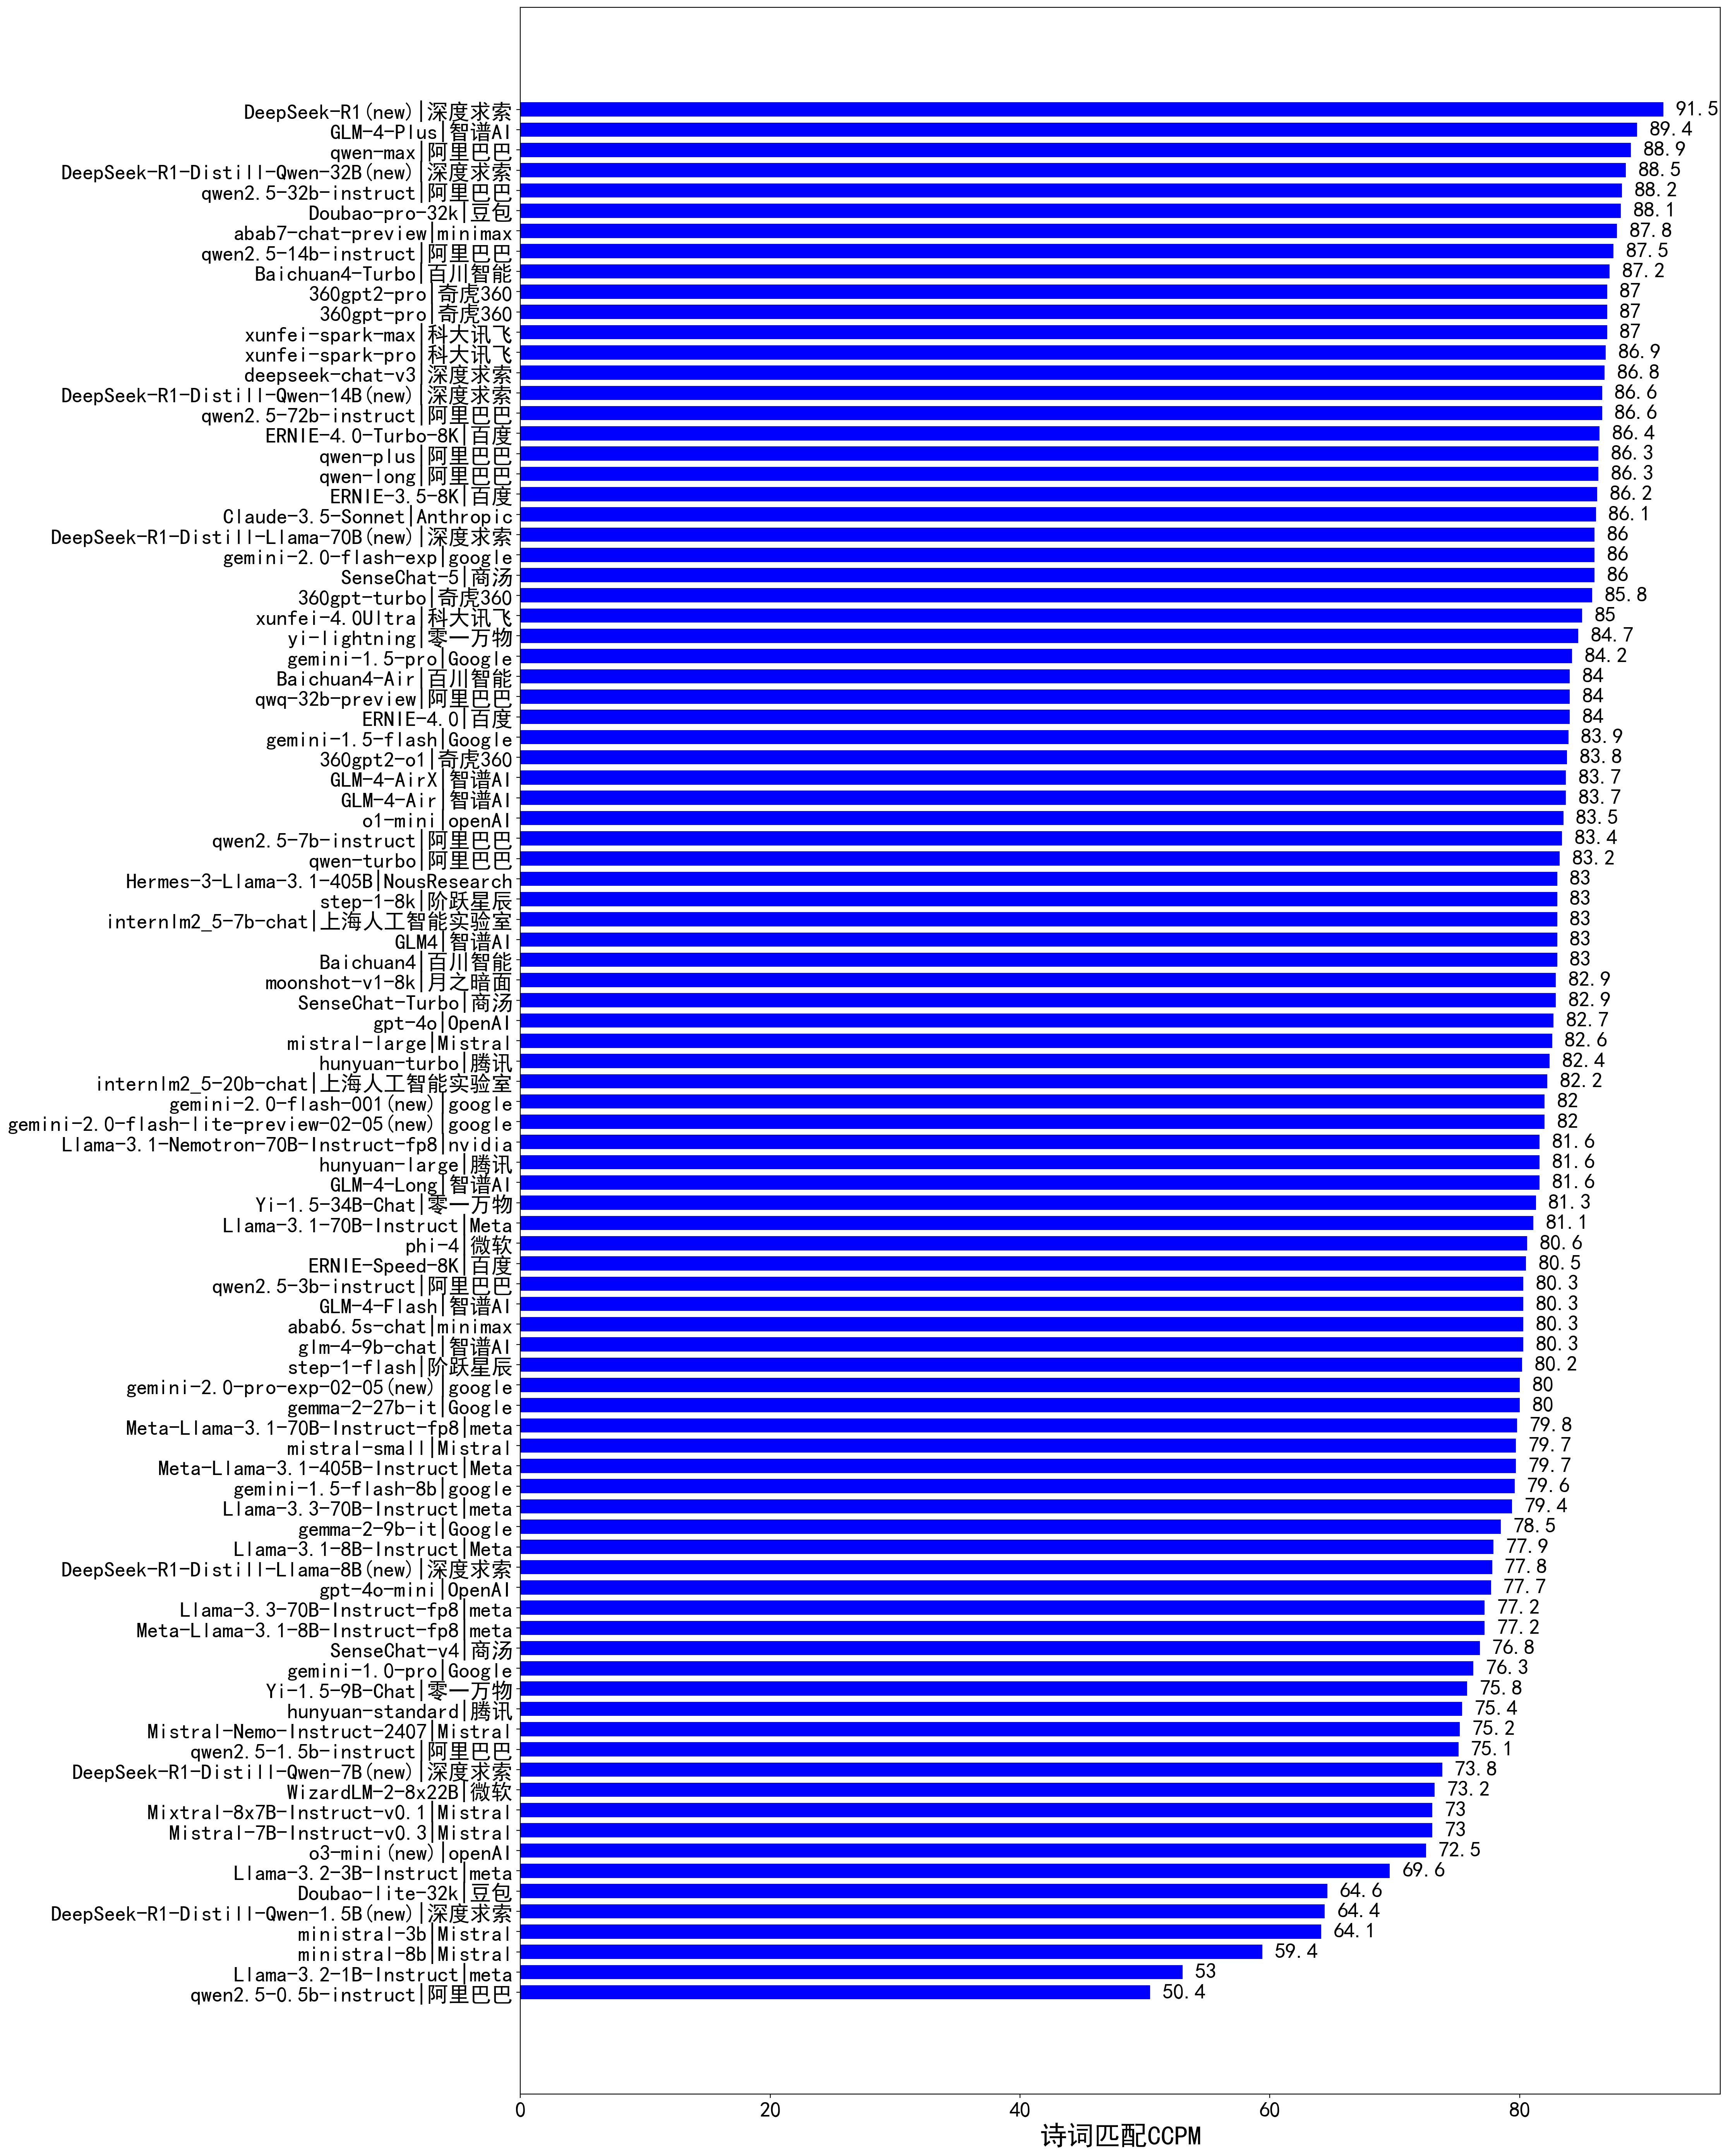 DeepSeek-R1(new)|深度求索 91.5
GLM-4-Plus|智谱AI 89.4
qwen-max|阿里巴巴 88.9
DeepSeek-R1-Distill-Qwen-32B(new)|深度求索 88.5
qwen2.5-32b-instruct|阿里巴巴 88.2
Doubao-pro-32k|豆包 88.1
abab7-chat-preview|minimax 87.8
qwen2.5-14b-instruct|阿里巴巴 87.5
Baichuan4-Turbo|百川智能 87.2
360gpt2-pro|奇虎360 87
360gpt-pro|奇虎360 87
xunfei-spark-max|科大讯飞 87
xunfei-spark-pro|科大讯飞 86.9
deepseek-chat-v3|深度求索 86.8
DeepSeek-R1-Distill-Qwen-14B(new)|深度求索 86.6
qwen2.5-72b-instruct|阿里巴巴 86.6
ERNIE-4.0-Turbo-8K|百度 86.4
qwen-plus|阿里巴巴 86.3
qwen-long|阿里巴巴 86.3
ERNIE-3.5-8K|百度 86.2
Claude-3.5-Sonnet|Anthropic 86.1
DeepSeek-R1-Distill-Llama-70B(new)|深度求索 86
gemini-2.0-flash-exp|google 86
SenseChat-5|商汤 86
360gpt-turbo|奇虎360 85.8
xunfei-4.0Ultra|科大讯飞 85
yi-lightning|零一万物 84.7
gemini-1.5-pro|Google 84.2
Baichuan4-Air|百川智能 84
qwq-32b-preview|阿里巴巴 84
ERNIE-4.0|百度 84
gemini-1.5-flash|Google 83.9
360gpt2-o1|奇虎360 83.8
GLM-4-AirX|智谱AI 83.7
GLM-4-Air|智谱AI 83.7
o1-mini|openAI 83.5
qwen2.5-7b-instruct|阿里巴巴 83.4
qwen-turbo|阿里巴巴 83.2
Hermes-3-Llama-3.1-405B|NousResearch 83
step-1-8k|阶跃星辰 83
internlm2_5-7b-chat|上海人工智能实验室 83
GLM4|智谱AI 83
Baichuan4|百川智能 83
moonshot-v1-8k|月之暗面 82.9
SenseChat-Turbo|商汤 82.9
gpt-4o|OpenAI 82.7
mistral-large|Mistral 82.6
hunyuan-turbo|腾讯 82.4
internlm2_5-20b-chat|上海人工智能实验室 82.2
gemini-2.0-flash-001(new)|google 82
gemini-2.0-flash-lite-preview-02-05(new)|google 82
Llama-3.1-Nemotron-70B-Instruct-fp8|nvidia 81.6
hunyuan-large|腾讯 81.6
GLM-4-Long|智谱AI 81.6
Yi-1.5-34B-Chat|零一万物 81.3
Llama-3.1-70B-Instruct|Meta 81.1
phi-4|微软 80.6
ERNIE-Speed-8K|百度 80.5
qwen2.5-3b-instruct|阿里巴巴 80.3
GLM-4-Flash|智谱AI 80.3
abab6.5s-chat|minimax 80.3
glm-4-9b-chat|智谱AI 80.3
step-1-flash|阶跃星辰 80.2
gemini-2.0-pro-exp-02-05(new)|google 80
gemma-2-27b-it|Google 80
Meta-Llama-3.1-70B-Instruct-fp8|meta 79.8
mistral-small|Mistral 79.7
Meta-Llama-3.1-405B-Instruct|Meta 79.7
gemini-1.5-flash-8b|google 79.6
Llama-3.3-70B-Instruct|meta 79.4
gemma-2-9b-it|Google 78.5
Llama-3.1-8B-Instruct|Meta 77.9
DeepSeek-R1-Distill-Llama-8B(new)|深度求索 77.8
gpt-4o-mini|OpenAI 77.7
Llama-3.3-70B-Instruct-fp8|meta 77.2
Meta-Llama-3.1-8B-Instruct-fp8|meta 77.2
SenseChat-v4|商汤 76.8
gemini-1.0-pro|Google 76.3
Yi-1.5-9B-Chat|零一万物 75.8
hunyuan-standard|腾讯 75.4
Mistral-Nemo-Instruct-2407|Mistral 75.2
qwen2.5-1.5b-instruct|阿里巴巴 75.1
DeepSeek-R1-Distill-Qwen-7B(new)|深度求索 73.8
WizardLM-2-8x22B|微软 73.2
Mixtral-8x7B-Instruct-v0.1|Mistral 73
Mistral-7B-Instruct-v0.3|Mistral 73
o3-mini(new)|openAI 72.5
Llama-3.2-3B-Instruct|meta 69.6
Doubao-lite-32k|豆包 64.6
DeepSeek-R1-Distill-Qwen-1.5B(new)|深度求索 64.4
ministral-3b|Mistral 64.1
ministral-8b|Mistral 59.4
Llama-3.2-1B-Instruct|meta 53
qwen2.5-0.5b-instruct|阿里巴巴 50.4
0 20 40 60 80
诗词匹配CCPM